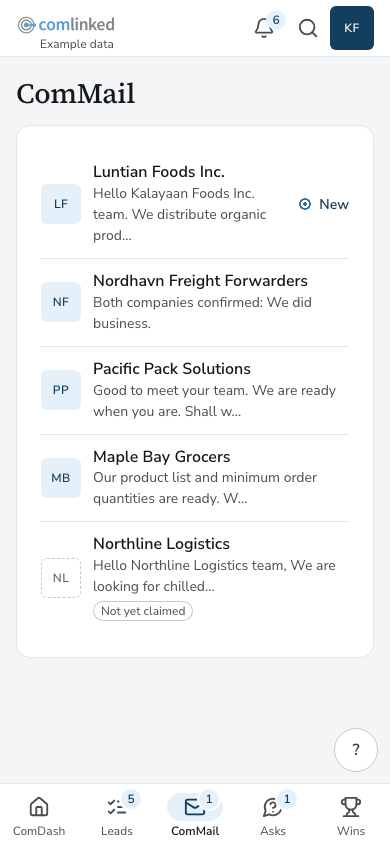 comlinked
Example data
6
KF
ComMail
LF
Luntian Foods Inc.
Hello Kalayaan Foods Inc.
team. We distribute organic
prod...
New
NF
Nordhavn Freight Forwarders
Both companies confirmed: We did
business.
PP
Pacific Pack Solutions
Good to meet your team. We are ready
when you are. Shall w...
MB
Maple Bay Grocers
Our product list and minimum order
quantities are ready. W...
NL
Northline Logistics
Hello Northline Logistics team, We are
looking for chilled...
Not yet claimed
?
5
1
1
ComDash
Leads
ComMail
Asks
Wins